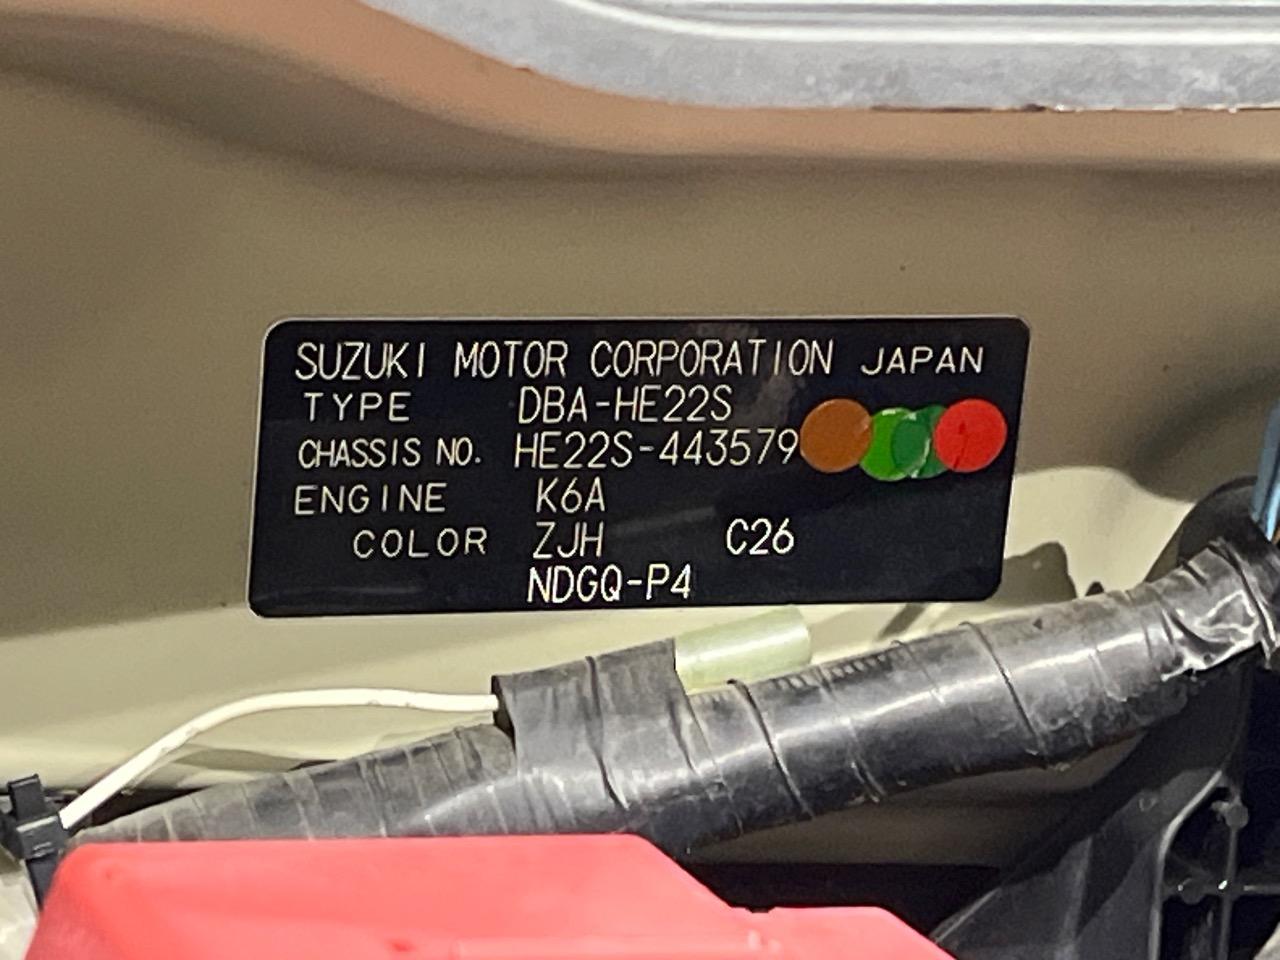 SUZUKI MOTOR CORPORATION JAPAN
TYPE DBA-HE22S
CHASSIS NO. HE22S-443579
ENGINE K6A
COLOR ZJH C26
NDGQ-P4